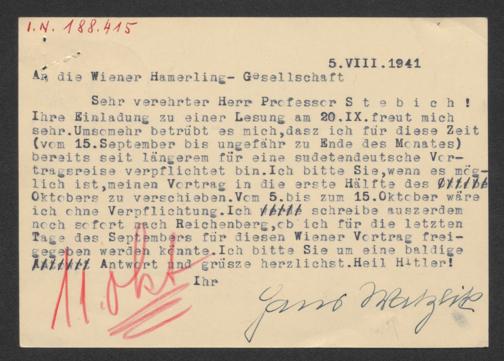 I.N. 188.415
5.VIII.1941
An die Wiener Hamerling- Gesellschaft
Sehr verehrter Herr Professor S t e b i c h !
Ihre Einladung zu einer Lesung am 20.IX.freut mich
sehr.Umsomehr betrübt es mich,dasz ich für diese Zeit
(vom 15.September bis ungefähr zu Ende des Monates)
bereits seit längerem für eine sudetendeutsche Vor-
tragsreise verpflichtet bin.Ich bitte Sie,wenn es mög-
lich ist,meinen Vortrag in die erste Hälfte des
Oktobers zu verschieben.Vom 5.bis zum 15.Oktober wäre
ich ohne Verpflichtung.Ich schreibe auszerdem
noch sofort nach Reichenberg,ob ich für die letzten
Tage des Septembers für diesen Wiener Vortrag frei-
gegeben werden könnte.Ich bitte Sie um eine baldige
Antwort und grüsze herzlichst.Heil Hitler!
Ihr
11. Okt.
Hans Watzlik